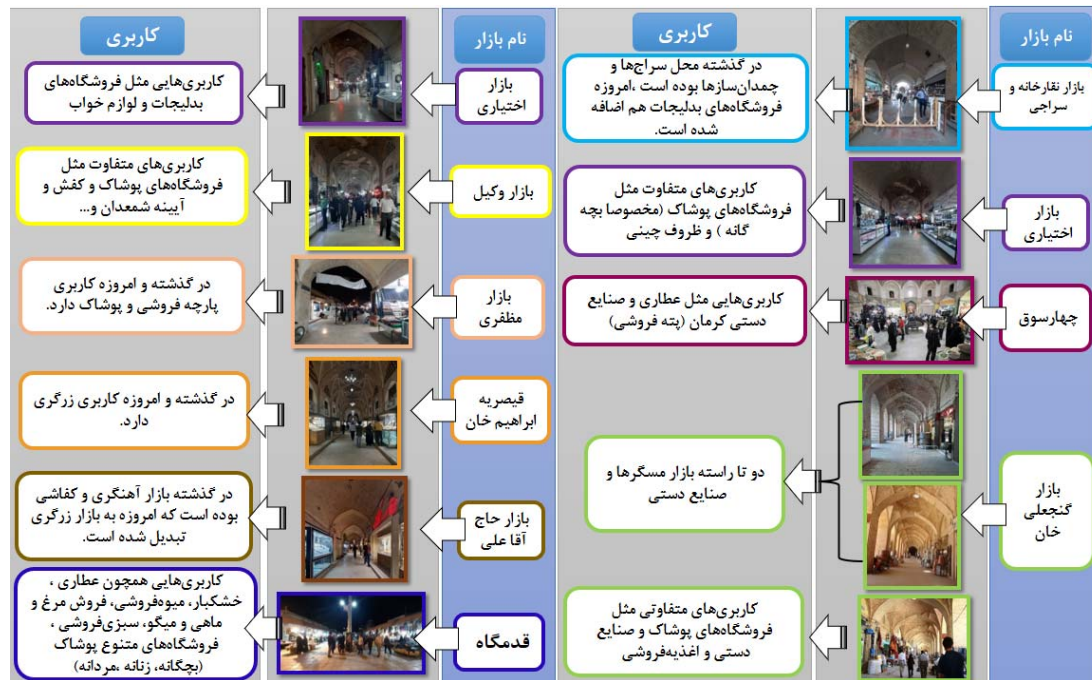 نام بازار
کاربری
بازار نقارخانه و
سراجی
در گذشته محل سراج‌ها و
چمدان‌سازها بوده است ،امروزه
فروشگاه‌های بدلیجات هم اضافه
شده است.
بازار
اختیاری
کاربری‌های متفاوت مثل
فروشگاه‌های پوشاک (مخصوصا بچه
گانه ) و ظروف چینی
چهارسوق
کاربری‌هایی مثل عطاری و صنایع
دستی کرمان (پته فروشی)
بازار
گنجعلی
خان
دو تا راسته بازار مسگرها و
صنایع دستی
کاربری‌های متفاوتی مثل
فروشگاه‌های پوشاک و صنایع
دستی و اغذیه‌فروشی
نام بازار
کاربری
بازار
اختیاری
کاربری‌هایی مثل فروشگاه‌های
بدلیجات و لوازم خواب
بازار وکیل
کاربری‌های متفاوت مثل
فروشگاه‌های پوشاک و کفش و
آیینه شمعدان و...
بازار
مظفری
در گذشته و امروزه کاربری
پارچه فروشی و پوشاک دارد.
قیصریه
ابراهیم خان
در گذشته و امروزه کاربری زرگری
دارد.
بازار حاج
آقا علی
در گذشته بازار آهنگری و کفاشی
بوده است که امروزه به بازار زرگری
تبدیل شده است.
قدمگاه
کاربری‌هایی همچون عطاری ،
خشکبار، میوه‌فروشی، فروش مرغ و
ماهی و میگو، سبزی‌فروشی ،
فروشگاه‌های متنوع پوشاک
(بچگانه، زنانه ،مردانه)